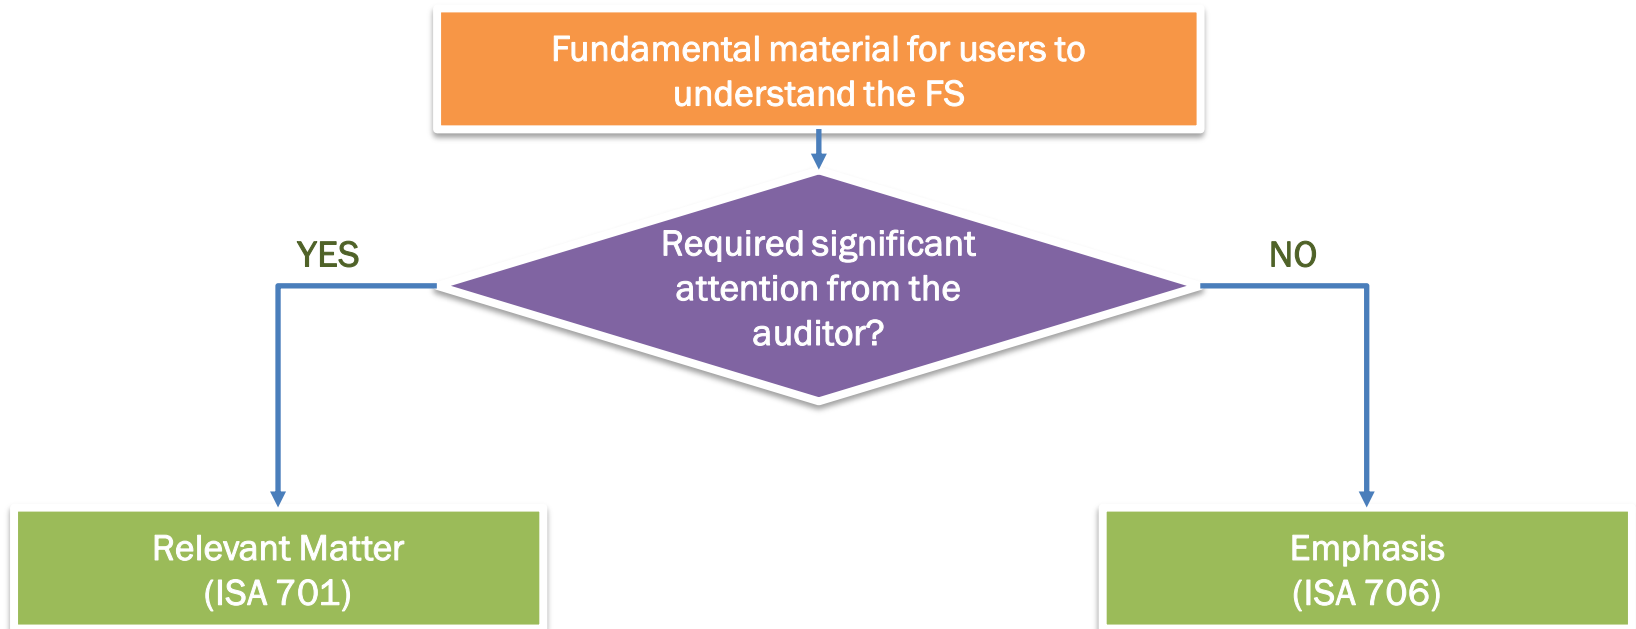 Fundamental material for users to
understand the FS
Required significant
attention from the
auditor?
YES
NO
Relevant Matter
(ISA 701)
Emphasis
(ISA 706)